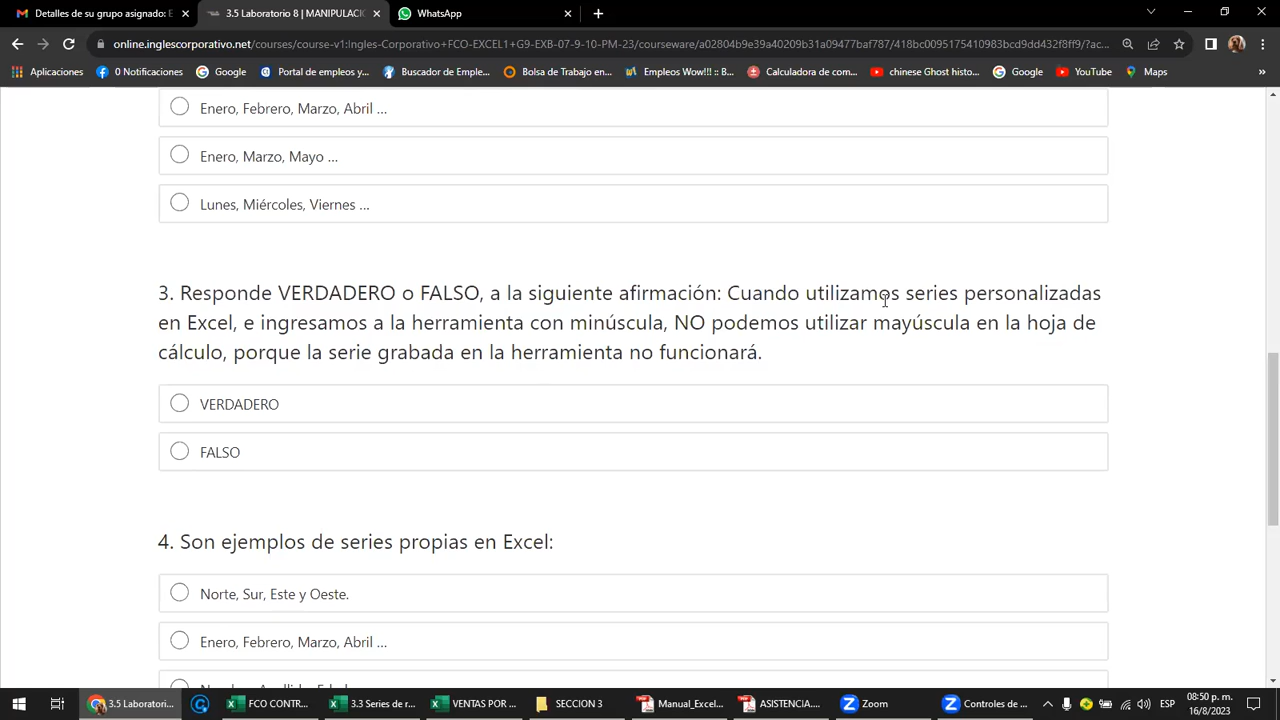 Detalles de su grupo asignado: E
3.5 Laboratorio 8 | MANIPULACI
WhatsApp
online.inglescorporativo.net/courses/course-v1:Ingles-Corporativo+FCO-EXCEL1+G9-EXB-07-9-10-PM-23/courseware/a02804b9e39a40209b31a09477baf787/418bc0095175410983bcd9dd432f8ff9/?ac...
Aplicaciones
0 Notificaciones
Google
Portal de empleos y...
Buscador de Emple...
Bolsa de Trabajo en...
Empleos Wow!!! :: B...
Calculadora de com...
chinese Ghost histo...
Google
YouTube
Maps
»
Enero, Febrero, Marzo, Abril ...
Enero, Marzo, Mayo ...
Lunes, Miércoles, Viernes ...
3. Responde VERDADERO o FALSO, a la siguiente afirmación: Cuando utilizamos series personalizadas
en Excel, e ingresamos a la herramienta con minúscula, NO podemos utilizar mayúscula en la hoja de
cálculo, porque la serie grabada en la herramienta no funcionará.
VERDADERO
FALSO
4. Son ejemplos de series propias en Excel:
Norte, Sur, Este y Oeste.
Enero, Febrero, Marzo, Abril ...
3.5 Laboratori...
FCO CONTR...
3.3 Series de r...
VENTAS POR ...
SECCION 3
Manual_Excel...
ASISTENCIA....
Zoom
Controles de ...
ESP
08:50 p. m.
16/8/2023